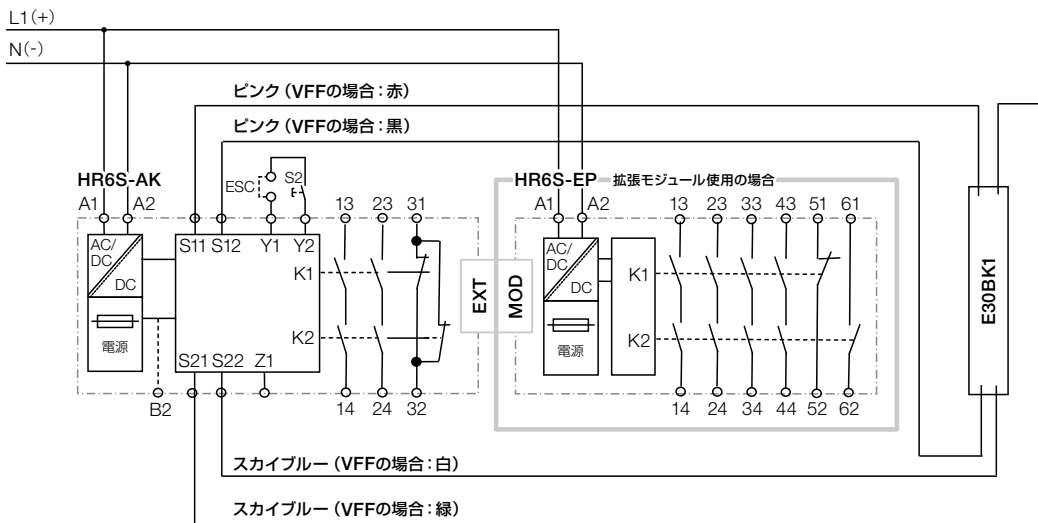 L1(+)
N(-)
ピンク（VFFの場合：赤）
ピンク（VFFの場合：黒）
HR6S-AK
ESC
S2
HR6S-EP 拡張モジュール使用の場合
A1 A2 13 23 31
A1 A2 13 23 33 43 51 61
AC/
DC
DC
S11 S12 Y1 Y2
K1
K2
電源
S21 S22 Z1
EXT
MOD
AC/
DC
DC
K1
K2
電源
E30BK1
B2 14 24 32
14 24 34 44 52 62
スカイブルー（VFFの場合：白）
スカイブルー（VFFの場合：緑）